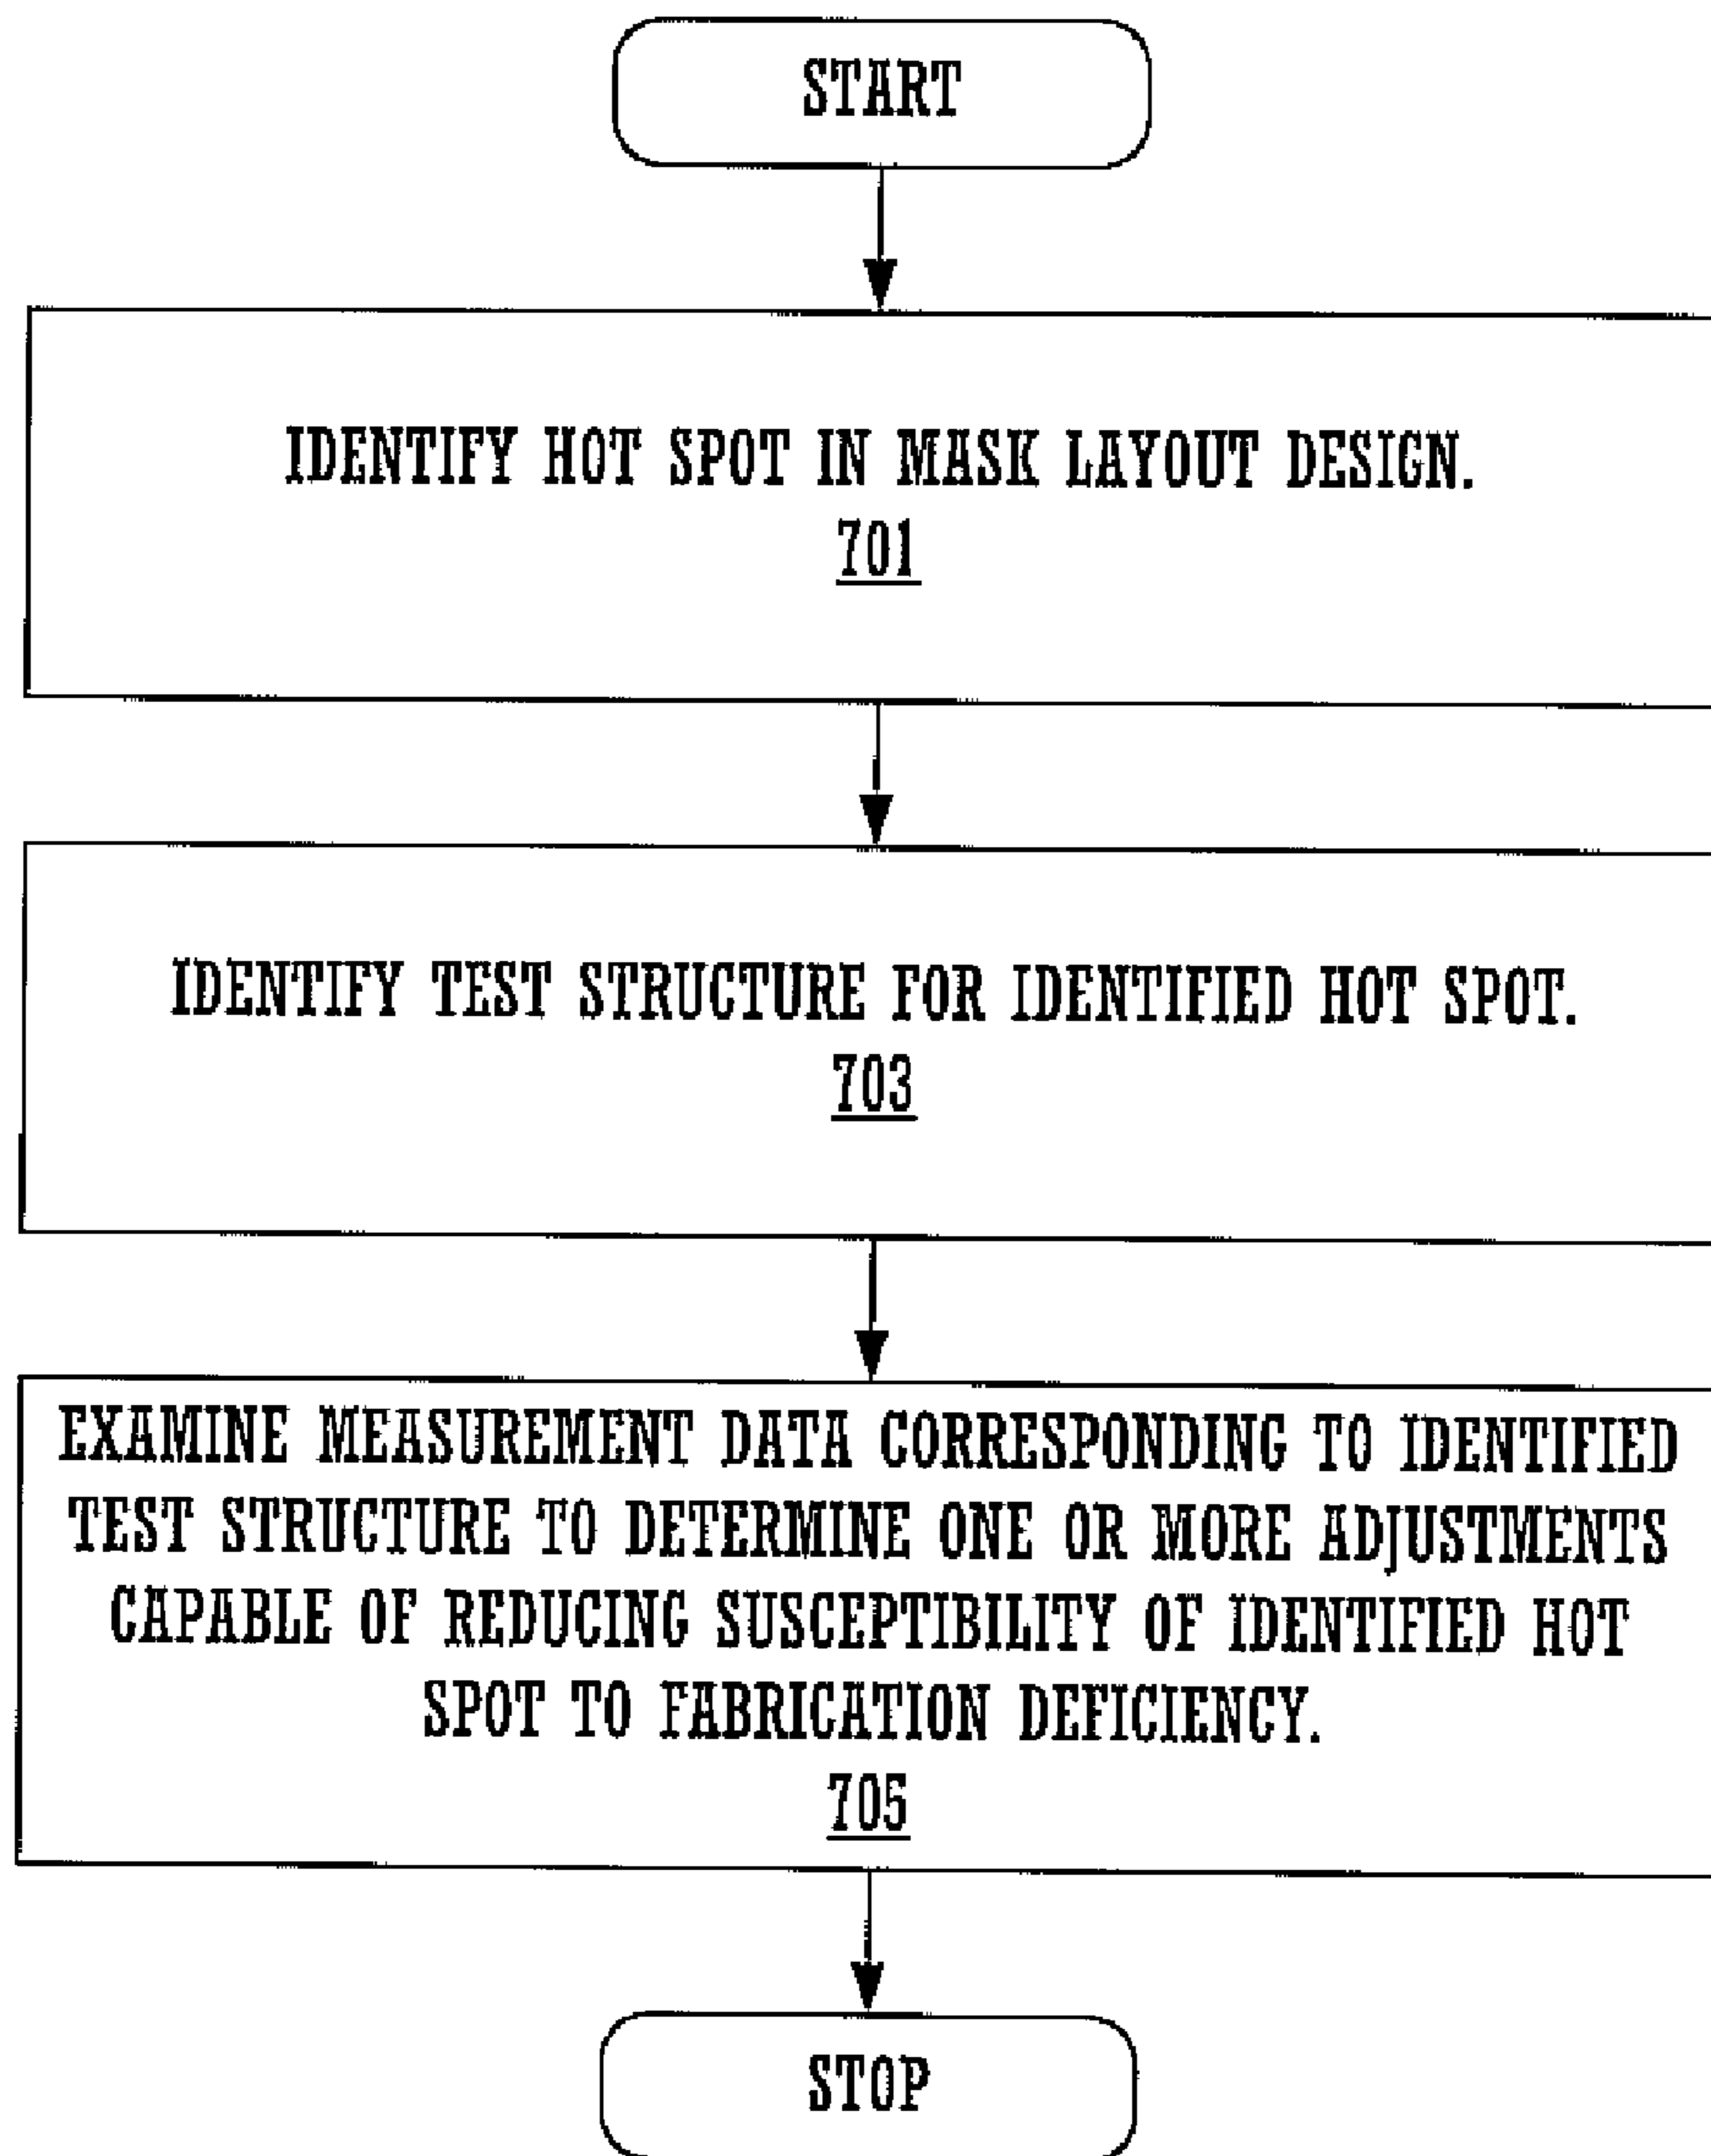 START
IDENTIFY HOT SPOT IN MASK LAYOUT DESIGN.
701
IDENTIFY TEST STRUCTURE FOR IDENTIFIED HOT SPOT.
703
EXAMINE MEASUREMENT DATA CORRESPONDING TO IDENTIFIED
TEST STRUCTURE TO DETERMINE ONE OR MORE ADJUSTMENTS
CAPABLE OF REDUCING SUSCEPTIBILITY OF IDENTIFIED HOT
SPOT TO FABRICATION DEFICIENCY.
705
STOP